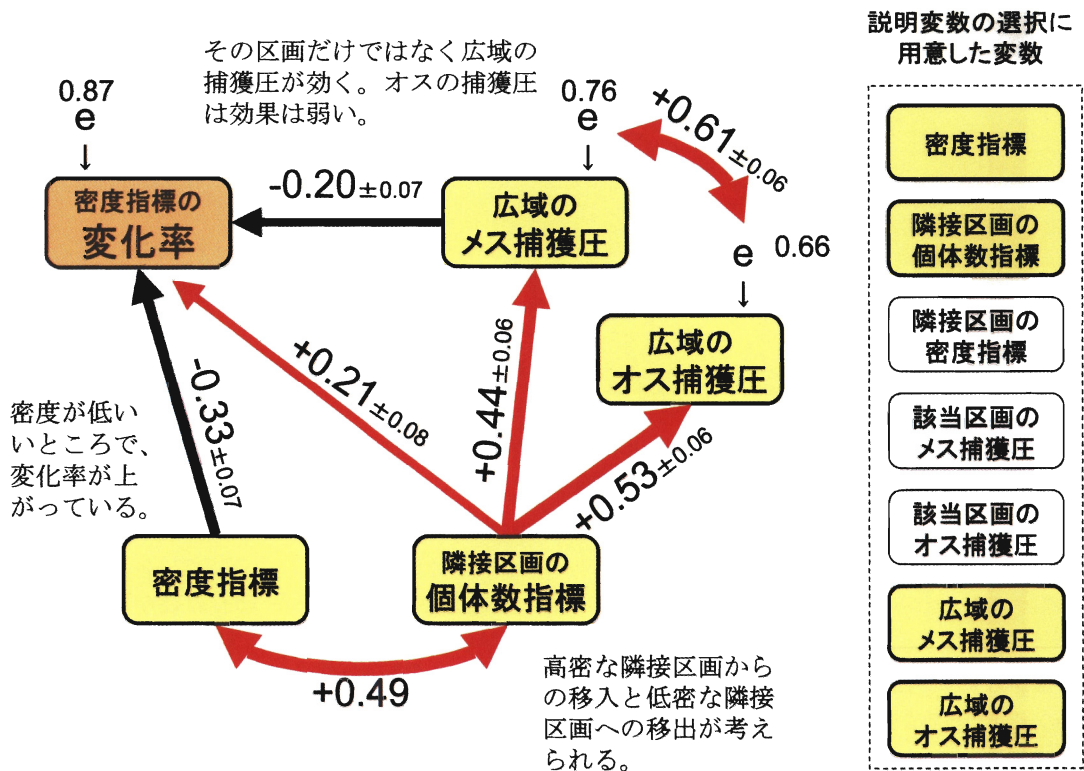 説明変数の選択に
用意した変数
その区画だけではなく広域の
捕獲圧が効く。オスの捕獲圧
は効果は弱い。
0.87
e
↓
0.76
e
↓
+0.61±0.06
密度指標の
変化率
-0.20±0.07
広域の
メス捕獲圧
e 0.66
↓
広域の
オス捕獲圧
-0.33±0.07
+0.21±0.08
+0.44±0.06
+0.53±0.06
密度が低い
いところで、
変化率が上
がっている。
密度指標
隣接区画の
個体数指標
+0.49
高密な隣接区画から
の移入と低密な隣接
区画への移出が考え
られる。
密度指標
隣接区画の
個体数指標
隣接区画の
密度指標
該当区画の
メス捕獲圧
該当区画の
オス捕獲圧
広域の
メス捕獲圧
広域の
オス捕獲圧